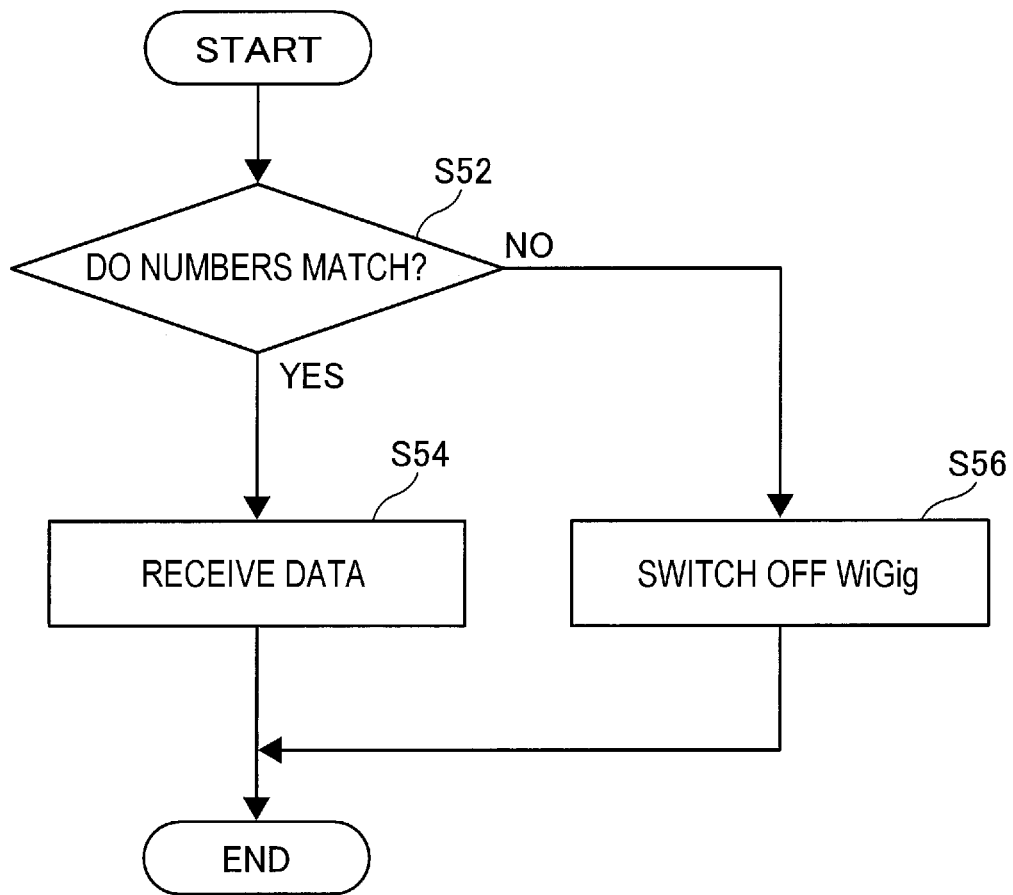 START
S52
DO NUMBERS MATCH?
NO
YES
S54
S56
RECEIVE DATA
SWITCH OFF WiGig
END